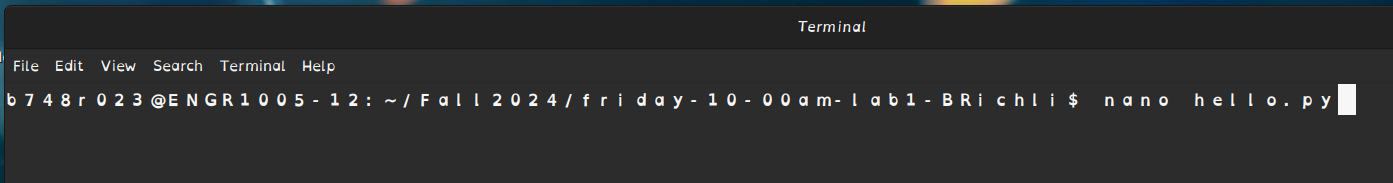 Terminal
File Edit View Search Terminal Help
b748r023@ENGR1005-12:~/Fall2024/friday-10-00am-lab1-BRichli$ nano hello.py